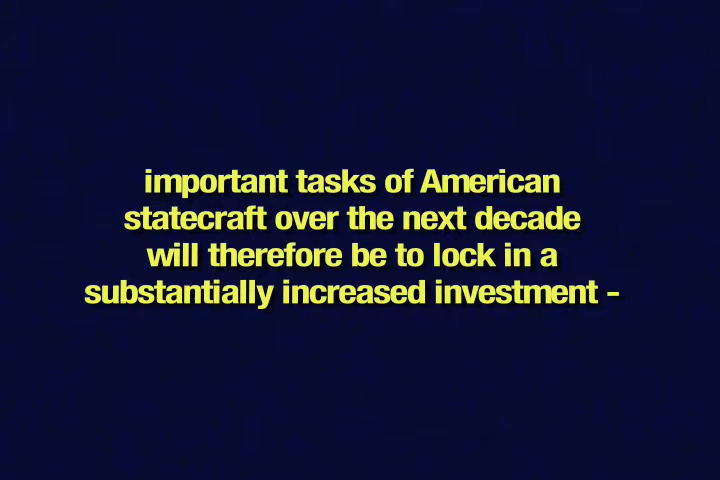 important tasks of American
statecraft over the next decade
will therefore be to lock in a
substantially increased investment -